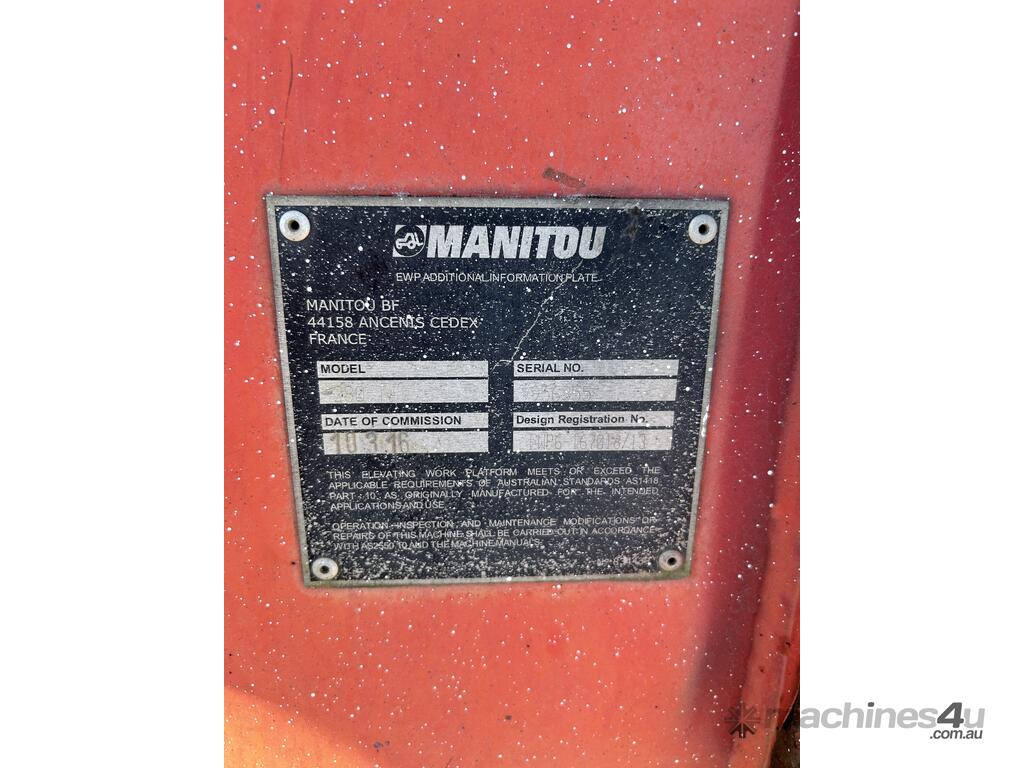 MANITOU
EWP ADDITIONAL INFORMATION PLATE
MANITOU BF
44158 ANCENIS CEDEX
FRANCE
MODEL
SERIAL NO.
DATE OF COMMISSION
Design Registration No.
10 3 16
THIS ELEVATING WORK PLATFORM MEETS OR EXCEED THE
APPLICABLE REQUIREMENTS OF AUSTRALIAN STANDARDS AS1418
PART 10 AS ORIGINALLY MANUFACTURED FOR THE INTENDED
APPLICATIONS AND USE
OPERATION INSPECTION AND MAINTENANCE MODIFICATIONS OR
REPAIRS OF THIS MACHINE SHALL BE CARRIED OUT IN ACCORDANCE
WITH AS2550 10 AND THE MACHINE MANUALS
machines4u
.com.au